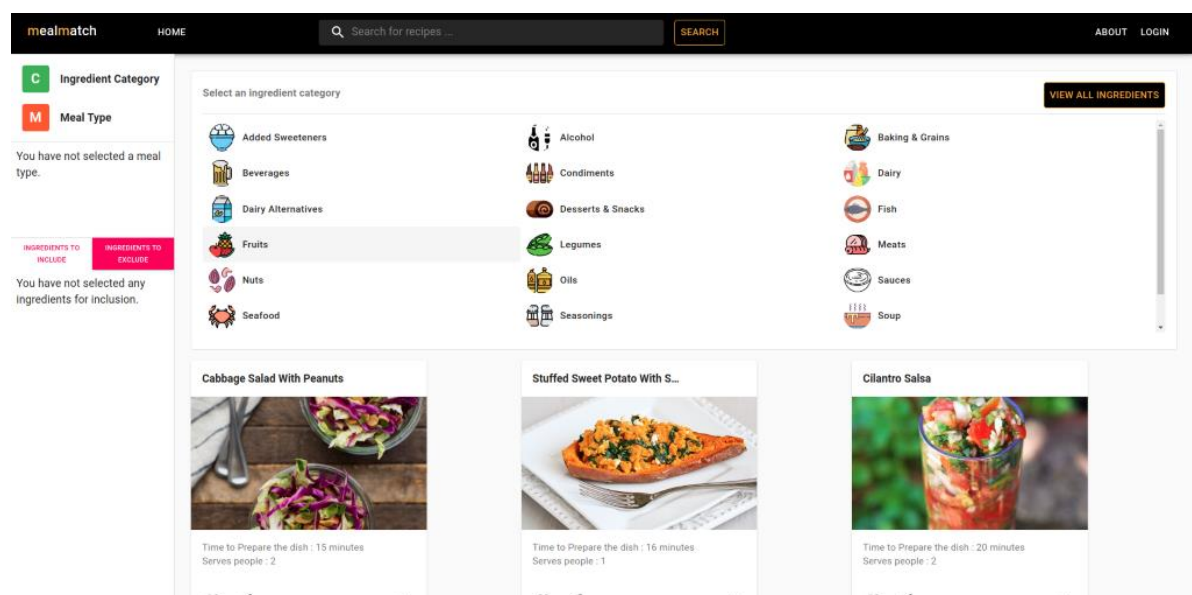 mealmatch
HOME
Search for recipes ...
SEARCH
ABOUT
LOGIN
C
Ingredient Category
M
Meal Type
You have not selected a meal
type.
INGREDIENTS TO
INCLUDE
INGREDIENTS TO
EXCLUDE
You have not selected any
ingredients for inclusion.
Select an ingredient category
VIEW ALL INGREDIENTS
Added Sweeteners
Alcohol
Baking & Grains
Beverages
Condiments
Dairy
Dairy Alternatives
Desserts & Snacks
Fish
Fruits
Legumes
Meats
Nuts
Oils
Sauces
Seafood
Seasonings
Soup
Cabbage Salad With Peanuts
Time to Prepare the dish : 15 minutes
Serves people : 2
Stuffed Sweet Potato With S...
Time to Prepare the dish : 16 minutes
Serves people : 1
Cilantro Salsa
Time to Prepare the dish : 20 minutes
Serves people : 2